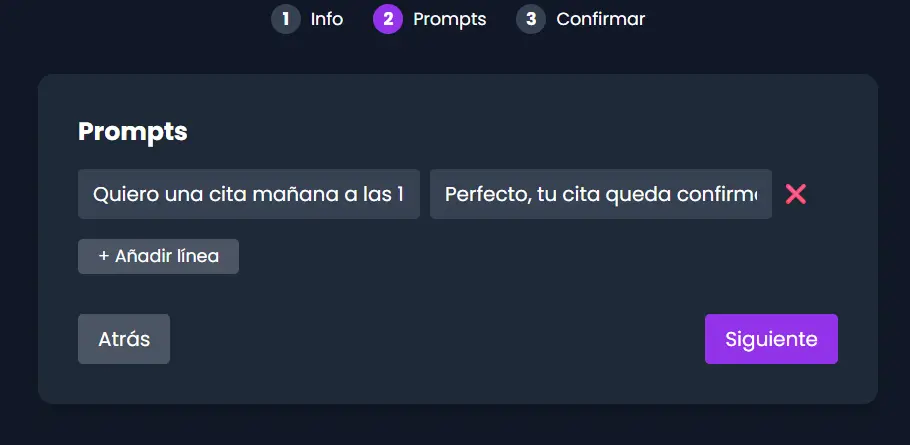 1 Info 2 Prompts 3 Confirmar
Prompts
Quiero una cita mañana a las 1 Perfecto, tu cita queda confirm
+ Añadir línea
Atrás Siguiente